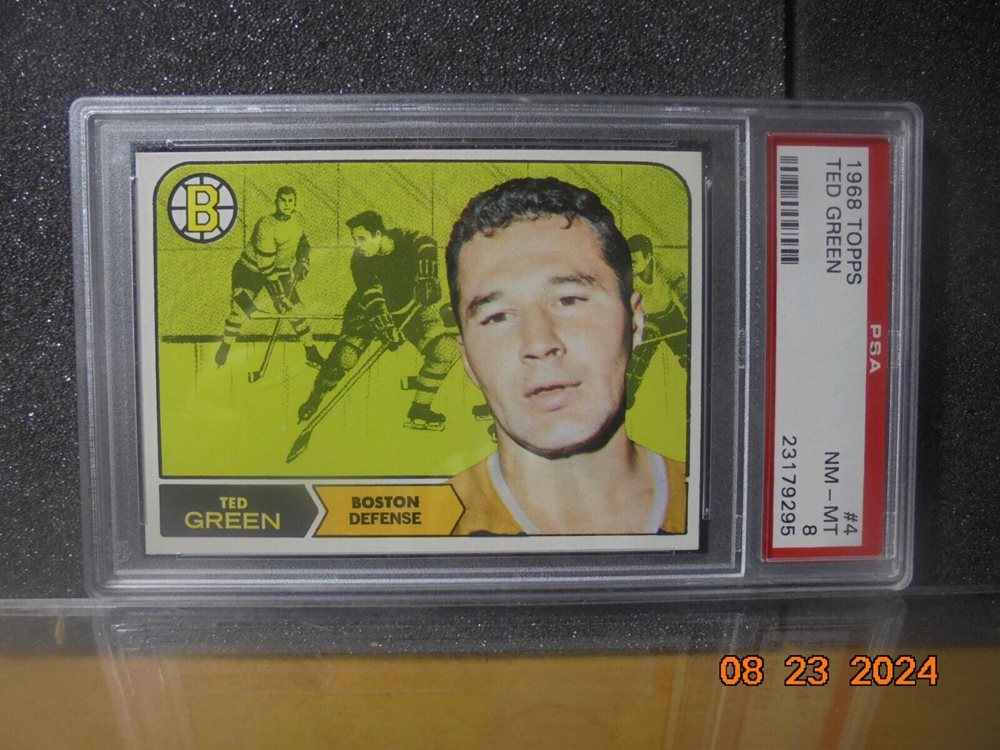 B
TED
GREEN
BOSTON
DEFENSE
1968 TOPPS
TED GREEN
#4
NM – MT
8
23179295
PSA
08 23 2024